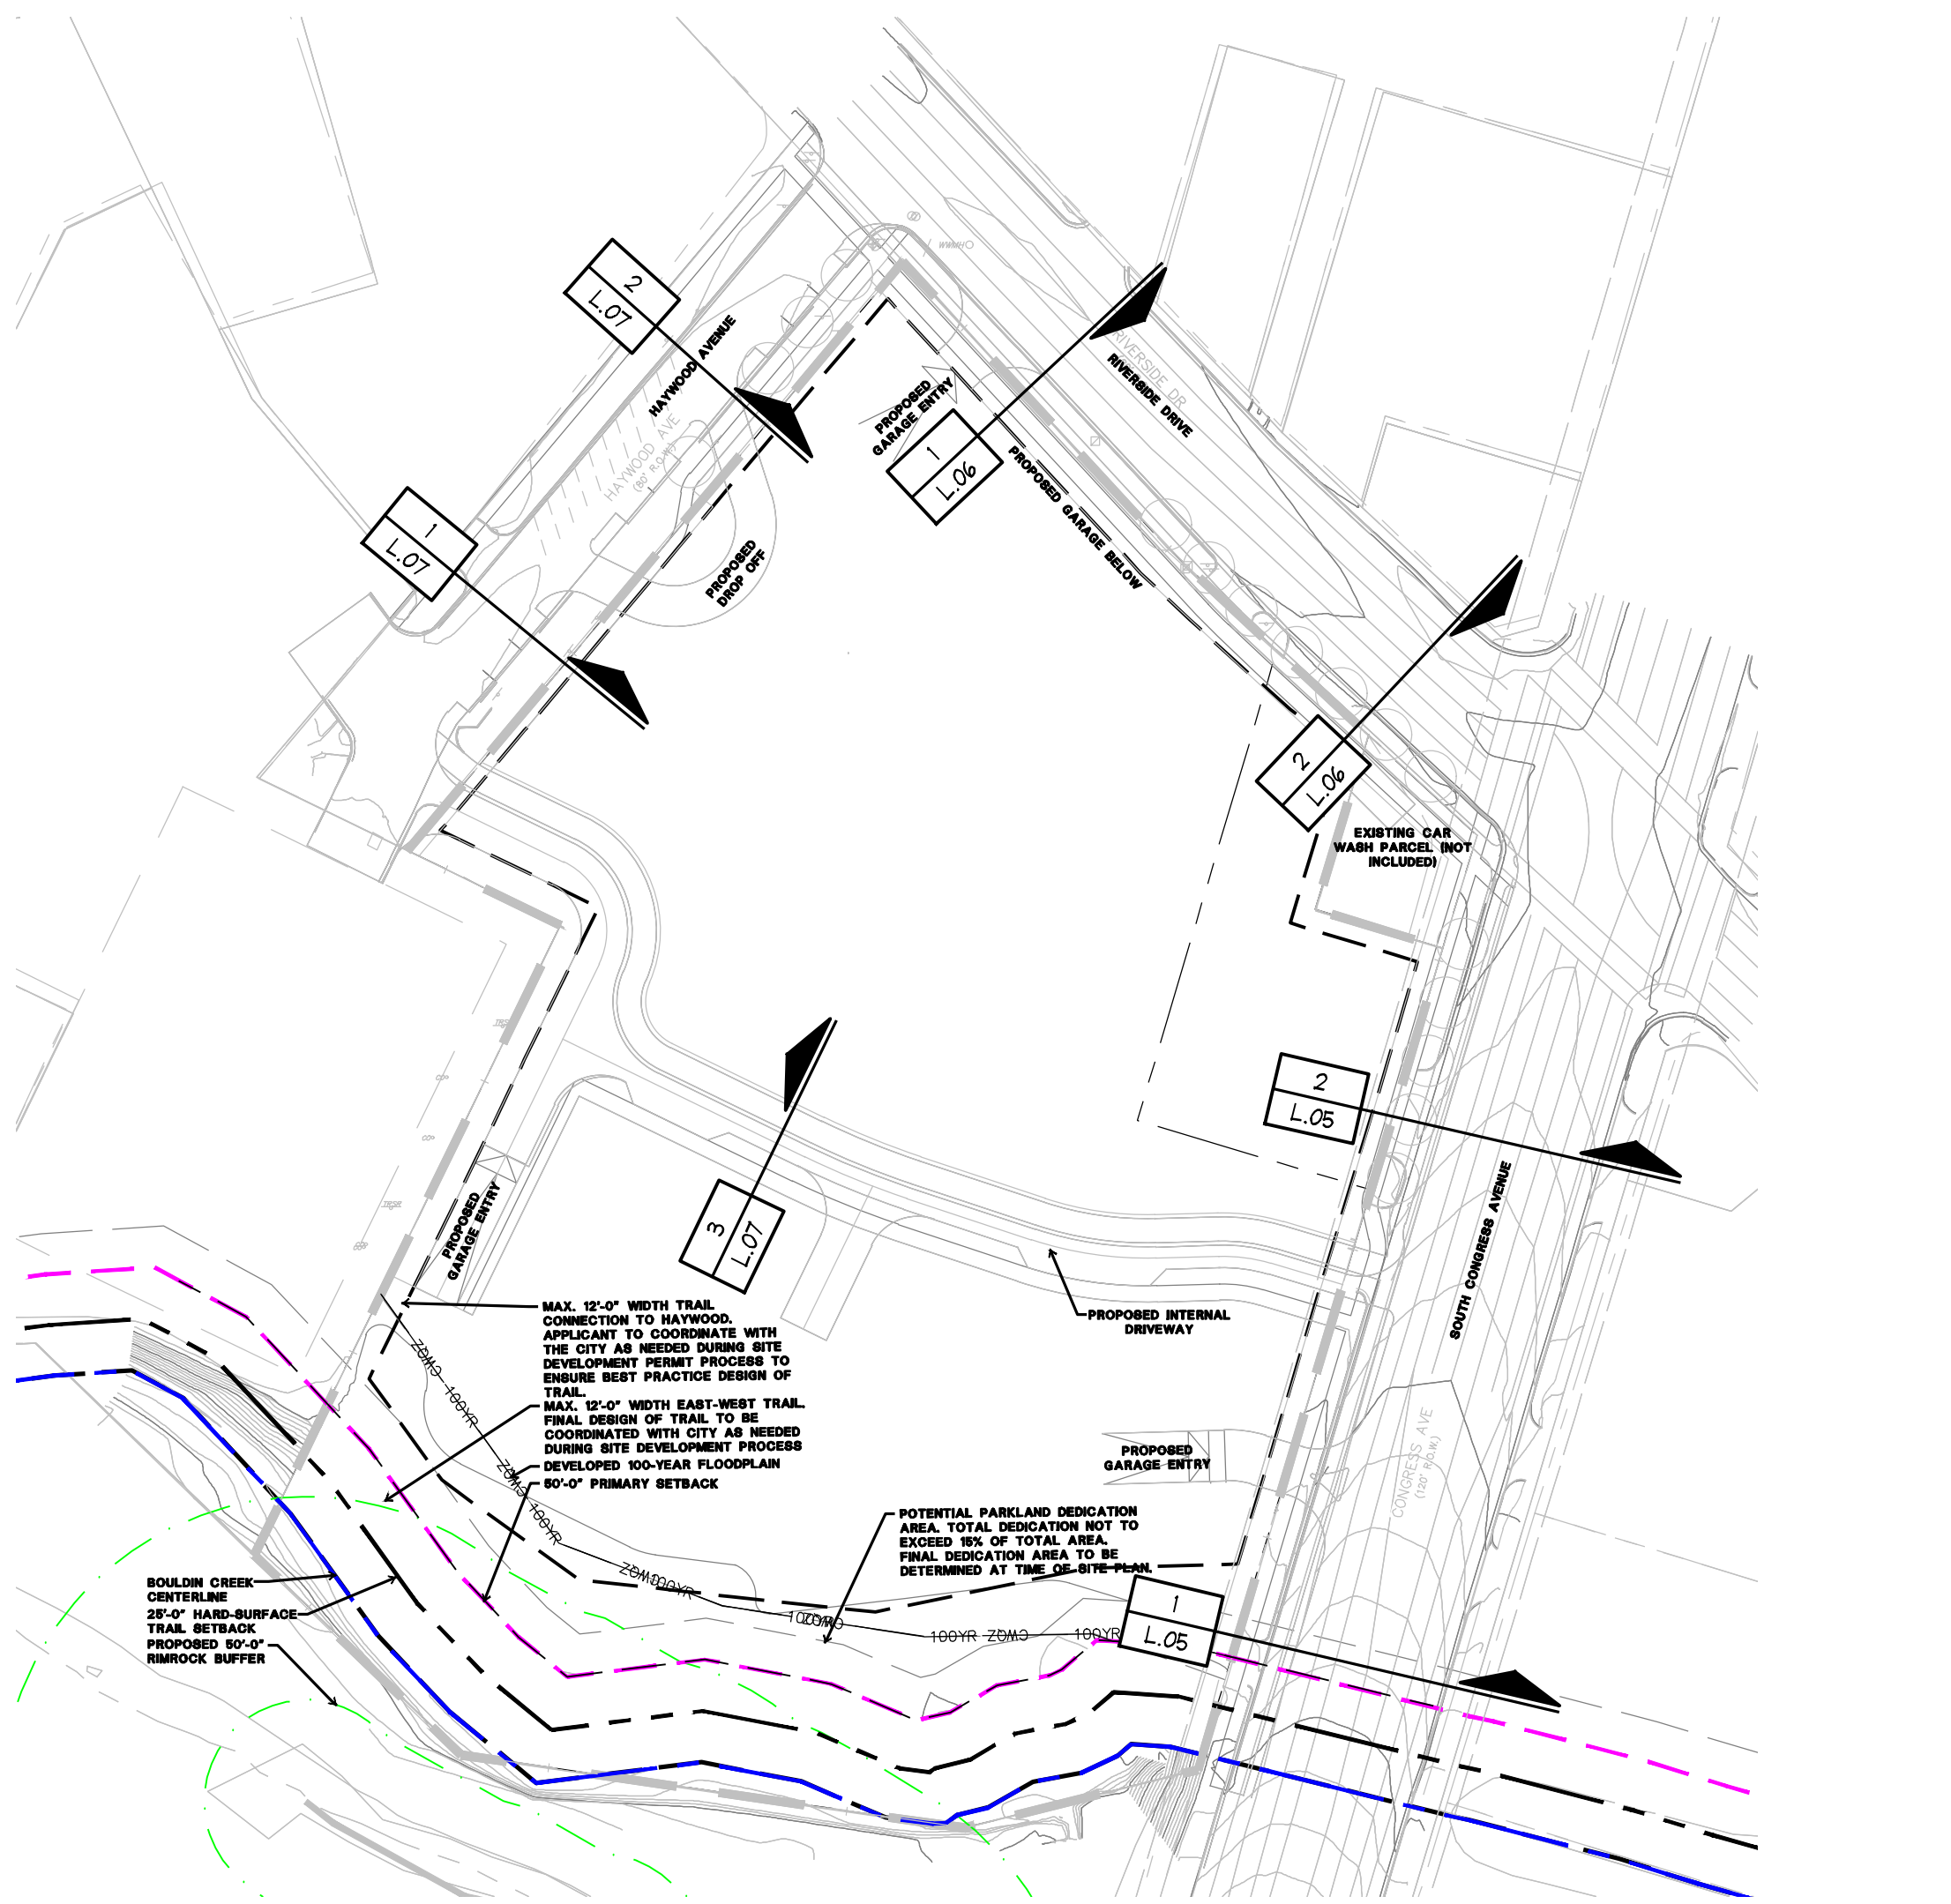 OHWWW
2
L.07
HAYWOOD AVENUE
HAYWOOD AVE
(80' R.O.W.)
PROPOSED
GARAGE ENTRY
1
L.06
RIVERSIDE DR
RIVERSIDE DRIVE
PROPOSED GARAGE BELOW
1
L.07
PROPOSED
DROP OFF
2
L.06
EXISTING CAR
WASH PARCEL (NOT
INCLUDED)
2
L.05
SOUTH CONGRESS AVENUE
3
L.07
PROPOSED
GARAGE ENTRY
MAX. 12'-0" WIDTH TRAIL
CONNECTION TO HAYWOOD.
APPLICANT TO COORDINATE WITH
THE CITY AS NEEDED DURING SITE
DEVELOPMENT PERMIT PROCESS TO
ENSURE BEST PRACTICE DESIGN OF
TRAIL.
MAX. 12'-0" WIDTH EAST-WEST TRAIL.
FINAL DESIGN OF TRAIL TO BE
COORDINATED WITH CITY AS NEEDED
DURING SITE DEVELOPMENT PROCESS
DEVELOPED 100-YEAR FLOODPLAIN
50'-0" PRIMARY SETBACK
PROPOSED INTERNAL
DRIVEWAY
PROPOSED
GARAGE ENTRY
CONGRESS AVE
(120' R.O.W.)
POTENTIAL PARKLAND DEDICATION
AREA. TOTAL DEDICATION NOT TO
EXCEED 15% OF TOTAL AREA.
FINAL DEDICATION AREA TO BE
DETERMINED AT TIME OF SITE PLAN.
BOULDIN CREEK
CENTERLINE
25'-0" HARD-SURFACE
TRAIL SETBACK
PROPOSED 50'-0"
RIMROCK BUFFER
100YR
100YR
100YR
100YR
100YR
100YR
1
L.05